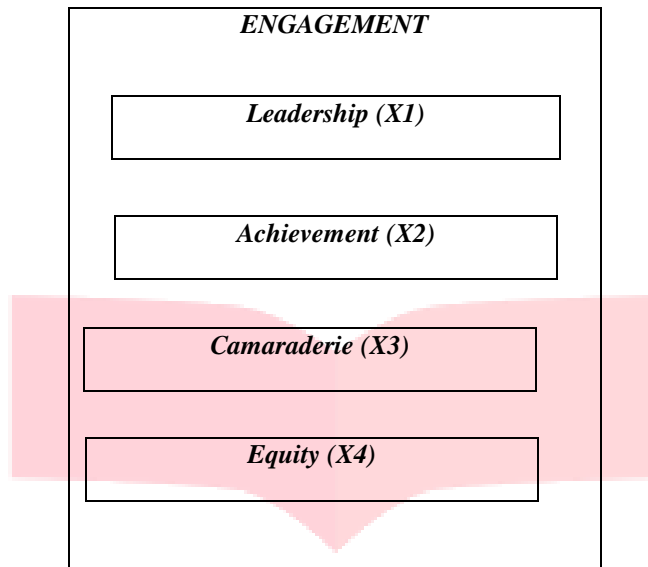 ENGAGEMENT
Leadership (X1)
Achievement (X2)
Camaraderie (X3)
Equity (X4)